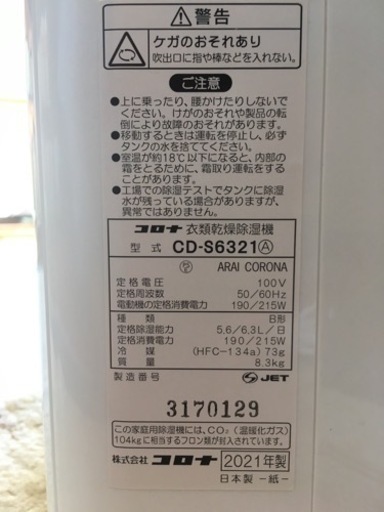 ⚠警告
ケガのおそれあり
吹出口に指や棒などを入れない。
ご注意
●上に乗ったり、腰かけたりしないで
ください。けがのおそれや製品の転
倒により故障のおそれがあります。
●移動するときは運転を停止し、必ず
タンクの水を捨ててください。
●室温が約18℃以下になると、内部の
霜をとるために、霜取り運転をする
ことがあります。
●工場での除湿テストでタンクに除湿
水が残っている場合がありますが、
異常ではありません。
コロナ 衣類乾燥除湿機
型式 CD-S6321Ⓐ
ARAI CORONA
定格電圧 100V
定格周波数 50/60Hz
電動機の定格消費電力 190/215W
種類 B形
定格除湿能力 5.6/6.3L/日
定格消費電力 190/215W
冷媒 (HFC-134a) 73g
質量 8.3kg
製造番号 JET
3170129
この家庭用除湿機には、CO₂(温暖化ガス)
104kgに相当するフロン類が封入されています。
株式会社 コロナ 2021年製
日本製 -紙-